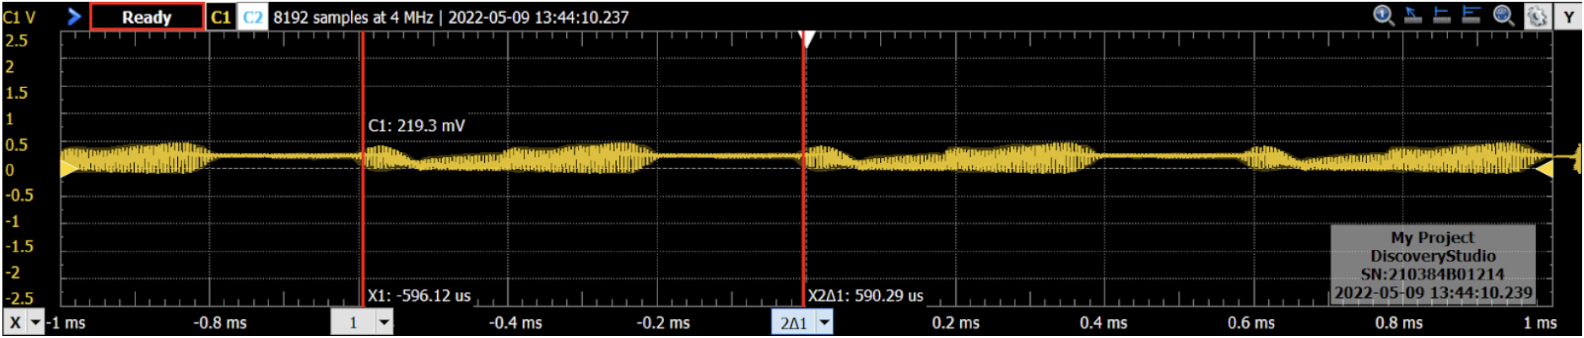 C1 V Ready C1 C2 8192 samples at 4 MHz | 2022-05-09 13:44:10.237 Y
2.5
2
1.5
1
0.5
0
-0.5
-1
-1.5
-2
-2.5
C1: 219.3 mV
X1: -596.12 us
X2Δ1: 590.29 us
My Project
DiscoveryStudio
SN:210384B01214
2022-05-09 13:44:10.239
X -1 ms -0.8 ms 1 -0.4 ms -0.2 ms 2Δ1 0.2 ms 0.4 ms 0.6 ms 0.8 ms 1 ms